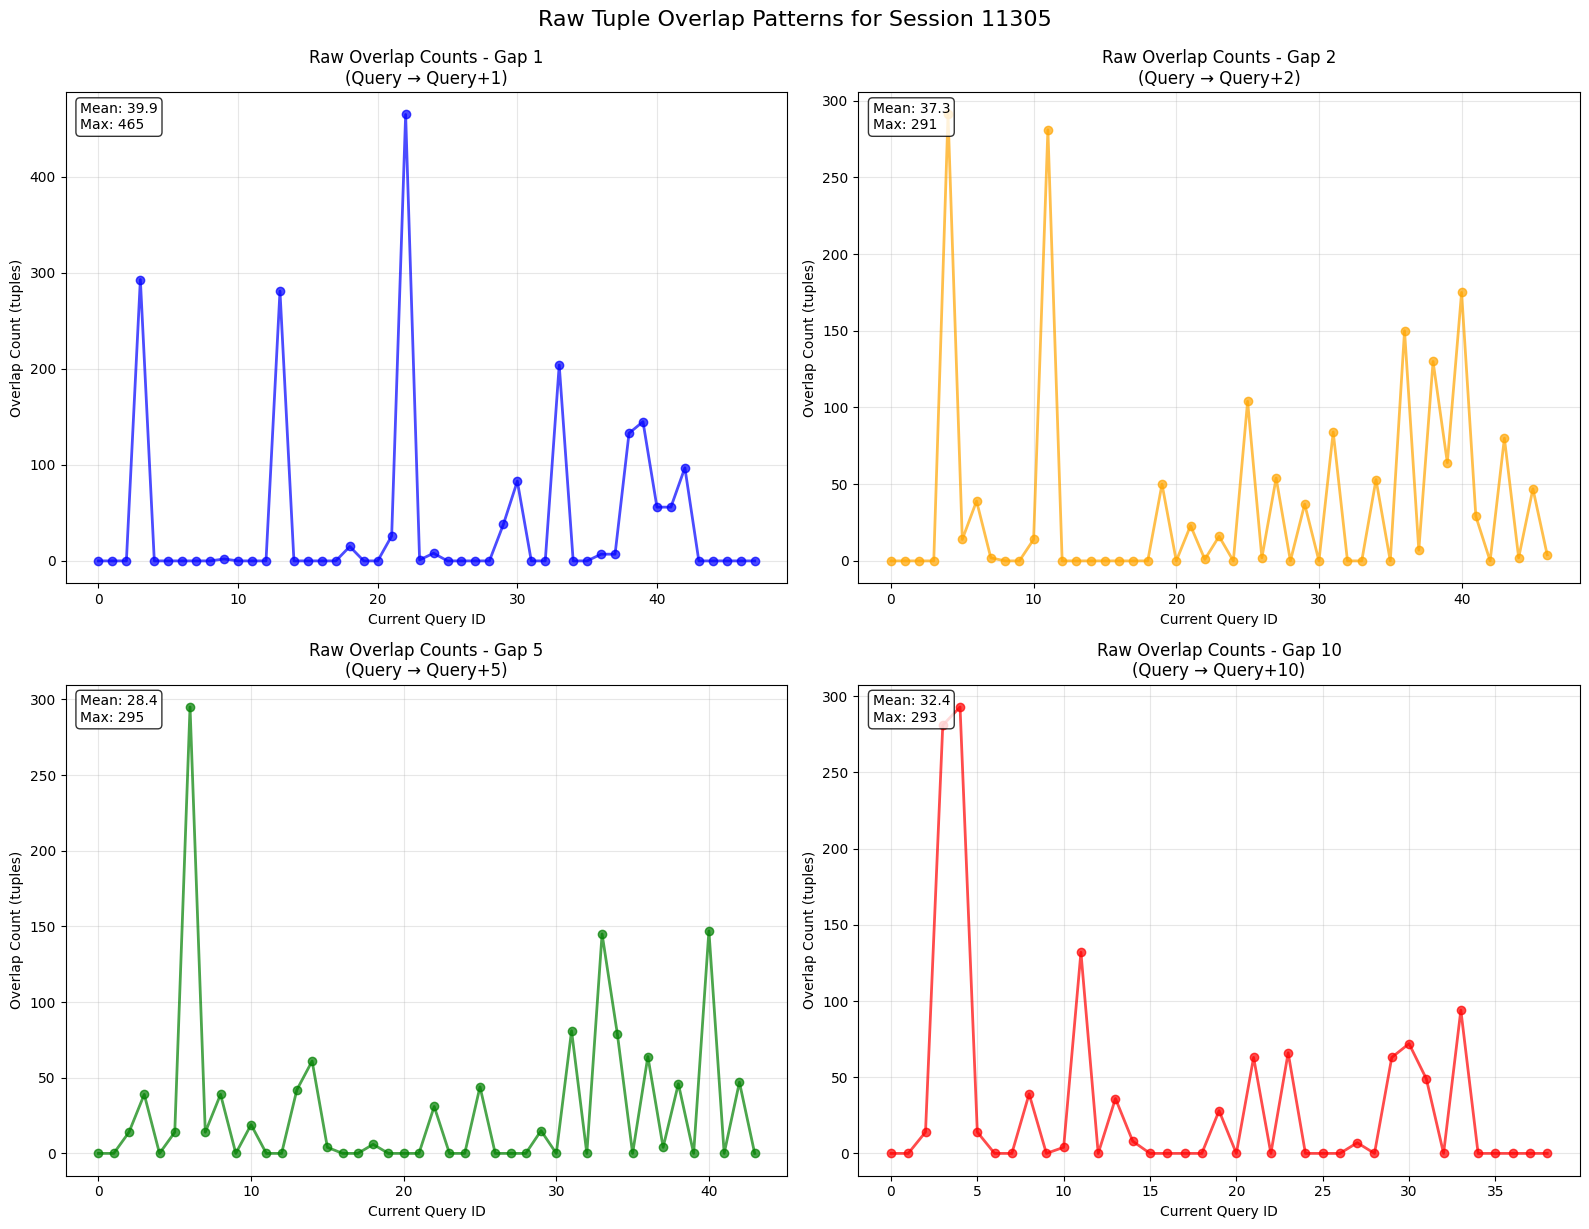 Raw Tuple Overlap Patterns for Session 11305
Raw Overlap Counts - Gap 1
(Query → Query+1)
Mean: 39.9
Max: 465
Overlap Count (tuples)
400
300
200
100
0
0 10 20 30 40
Current Query ID
Raw Overlap Counts - Gap 2
(Query → Query+2)
Mean: 37.3
Max: 291
Overlap Count (tuples)
300
250
200
150
100
50
0
0 10 20 30 40
Current Query ID
Raw Overlap Counts - Gap 5
(Query → Query+5)
Mean: 28.4
Max: 295
Overlap Count (tuples)
300
250
200
150
100
50
0
0 10 20 30 40
Current Query ID
Raw Overlap Counts - Gap 10
(Query → Query+10)
Mean: 32.4
Max: 293
Overlap Count (tuples)
300
250
200
150
100
50
0
0 5 10 15 20 25 30 35
Current Query ID